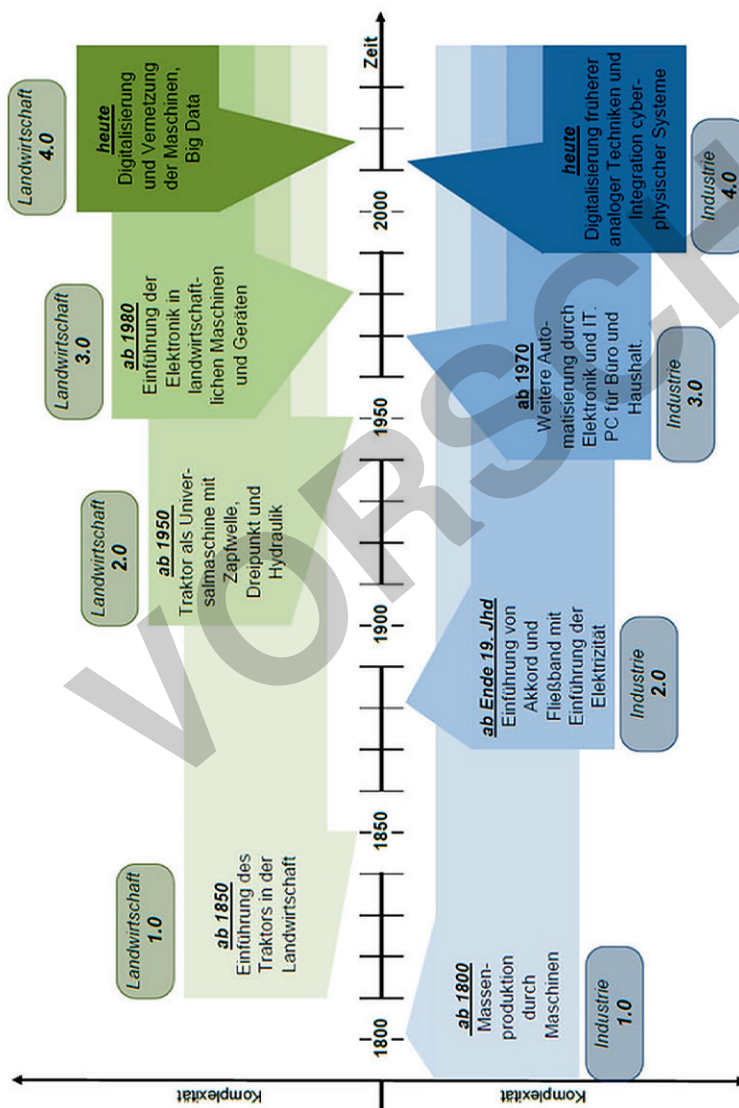 Landwirtschaft
1.0
Landwirtschaft
2.0
Landwirtschaft
3.0
Landwirtschaft
4.0
ab 1850
Einführung des
Traktors in der
Landwirtschaft
ab 1950
Traktor als Univer-
salmaschine mit
Zapfwelle,
Dreipunkt und
Hydraulik
ab 1980
Einführung der
Elektronik in
landwirtschaft-
lichen Maschinen
und Geräten
heute
Digitalisierung
und Vernetzung
der Maschinen,
Big Data
Komplexität
1800
1850
1900
1950
2000
Zeit
Komplexität
ab 1800
Massen-
produktion
durch
Maschinen
ab Ende 19. Jhd
Einführung von
Akkord und
Fließband mit
Einführung der
Elektrizität
ab 1970
Weitere Auto-
matisierung durch
Elektronik und IT.
PC für Büro und
Haushalt.
heute
Digitalisierung früherer
analoger Techniken und
Integration cyber-
physischer Systeme
Industrie
1.0
Industrie
2.0
Industrie
3.0
Industrie
4.0
VORSCH